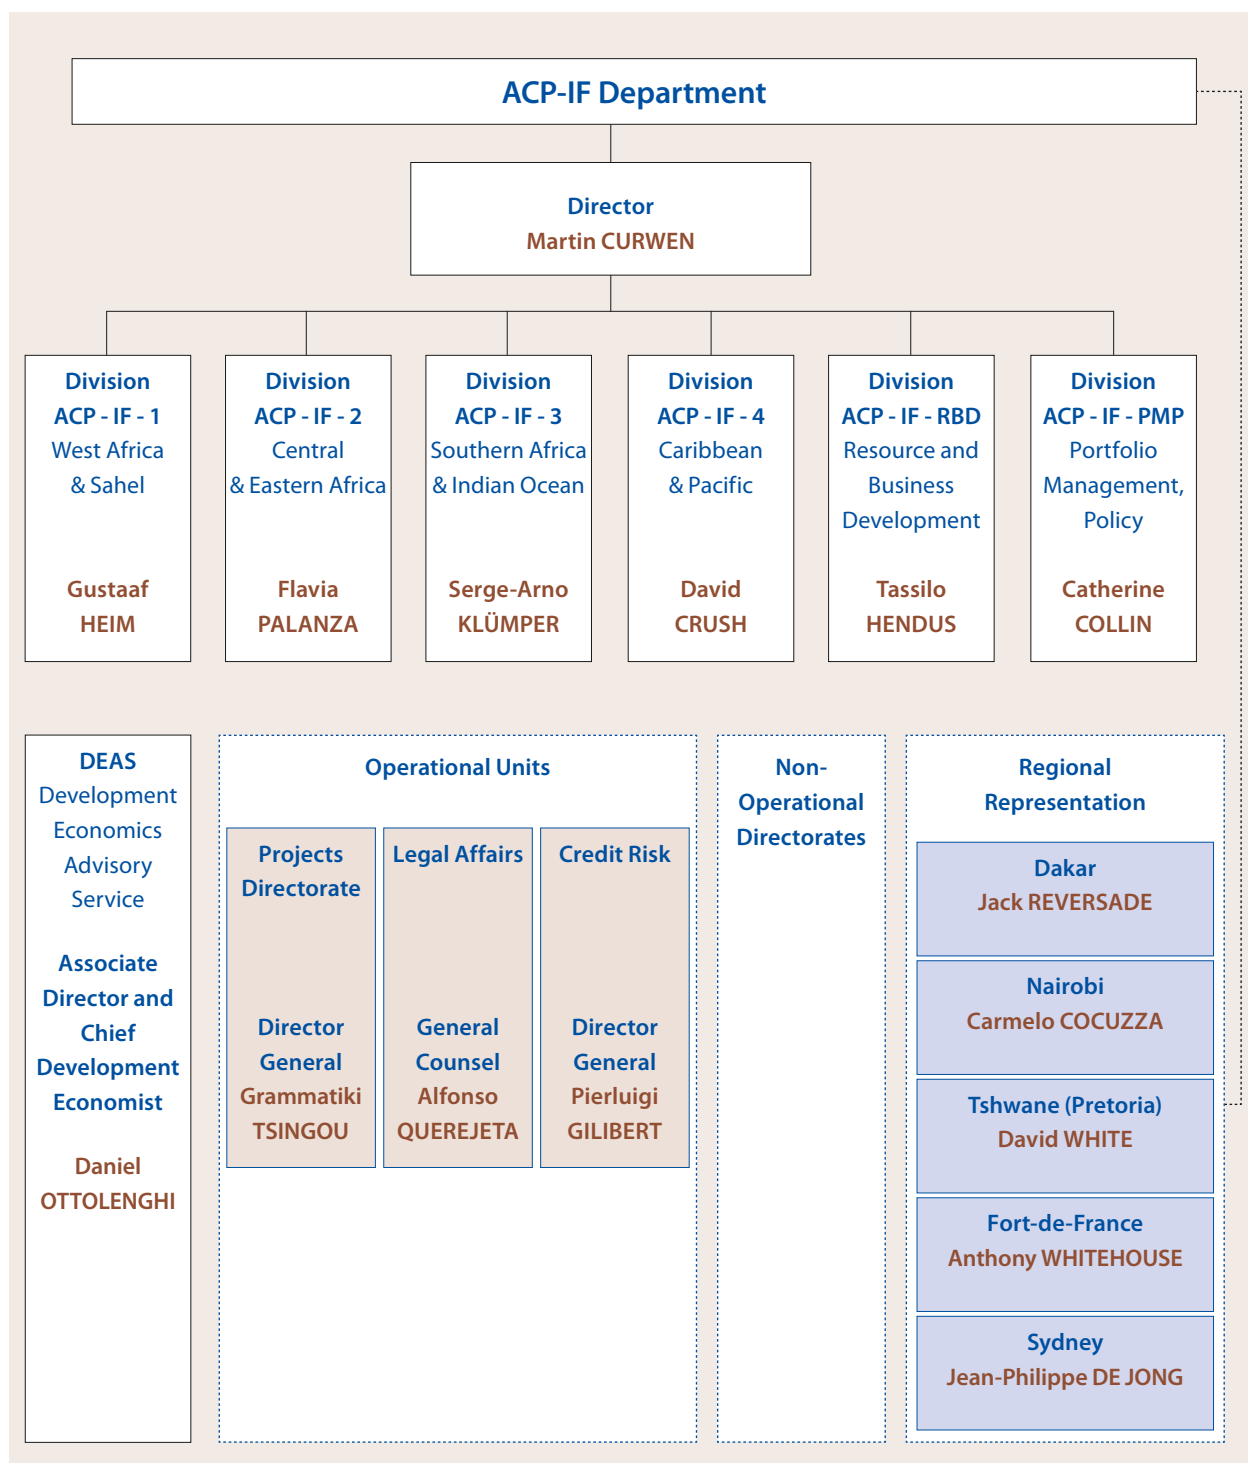 ACP-IF Department
Director
Martin CURWEN
Division
ACP - IF - 1
West Africa
& Sahel
Gustaaf
HEIM
Division
ACP - IF - 2
Central
& Eastern Africa
Flavia
PALANZA
Division
ACP - IF - 3
Southern Africa
& Indian Ocean
Serge-Arno
KLÜMPER
Division
ACP - IF - 4
Caribbean
& Pacific
David
CRUSH
Division
ACP - IF - RBD
Resource and
Business
Development
Tassilo
HENDUS
Division
ACP - IF - PMP
Portfolio
Management,
Policy
Catherine
COLLIN
DEAS
Development
Economics
Advisory
Service
Associate
Director and
Chief
Development
Economist
Daniel
OTTOLENGHI
Operational Units
Projects
Directorate
Director
General
Grammatiki
TSINGOU
Legal Affairs
General
Counsel
Alfonso
QUEREJETA
Credit Risk
Director
General
Pierluigi
GILIBERT
Non-
Operational
Directorates
Regional
Representation
Dakar
Jack REVERSADE
Nairobi
Carmelo COCUZZA
Tshwane (Pretoria)
David WHITE
Fort-de-France
Anthony WHITEHOUSE
Sydney
Jean-Philippe DE JONG